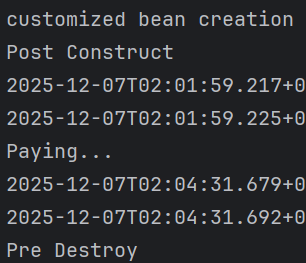 customized bean creation
Post Construct
2025-12-07T02:01:59.217+0
2025-12-07T02:01:59.225+0
Paying...
2025-12-07T02:04:31.679+0
2025-12-07T02:04:31.692+0
Pre Destroy